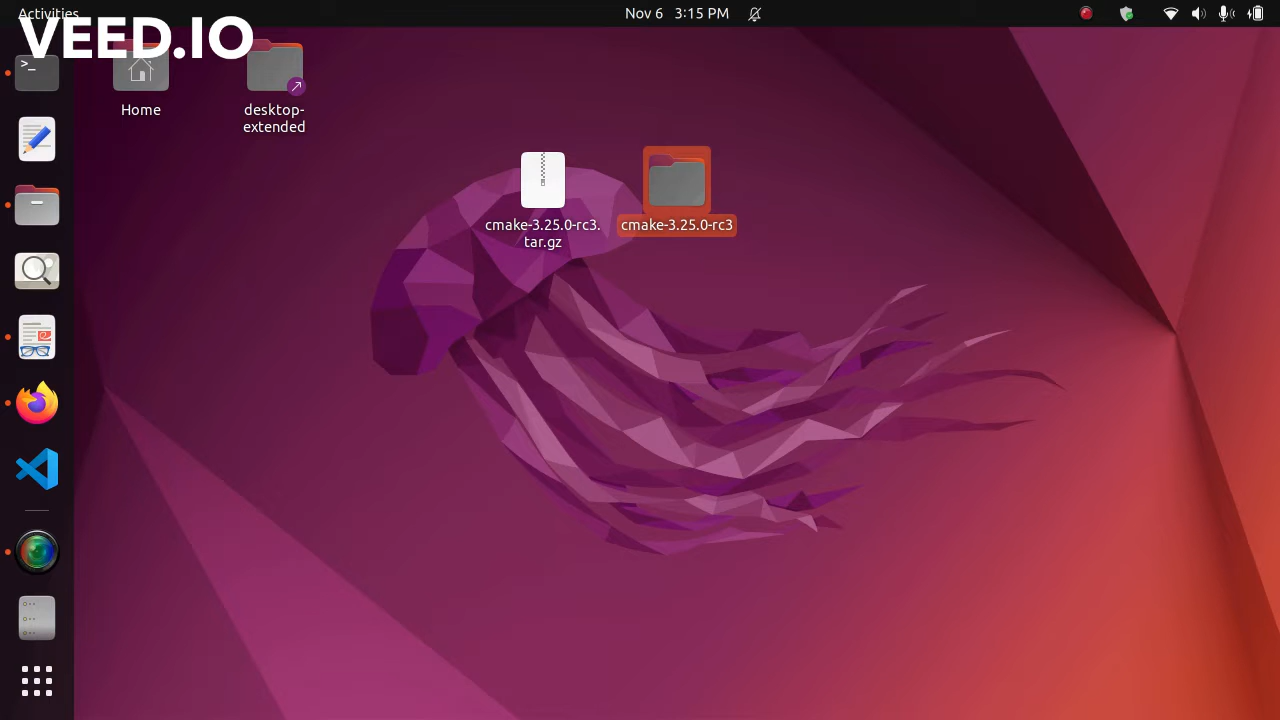 Activities
Nov 6 3:15 PM
VEED.IO
>_
Home
desktop-
extended
cmake-3.25.0-rc3.
tar.gz
cmake-3.25.0-rc3